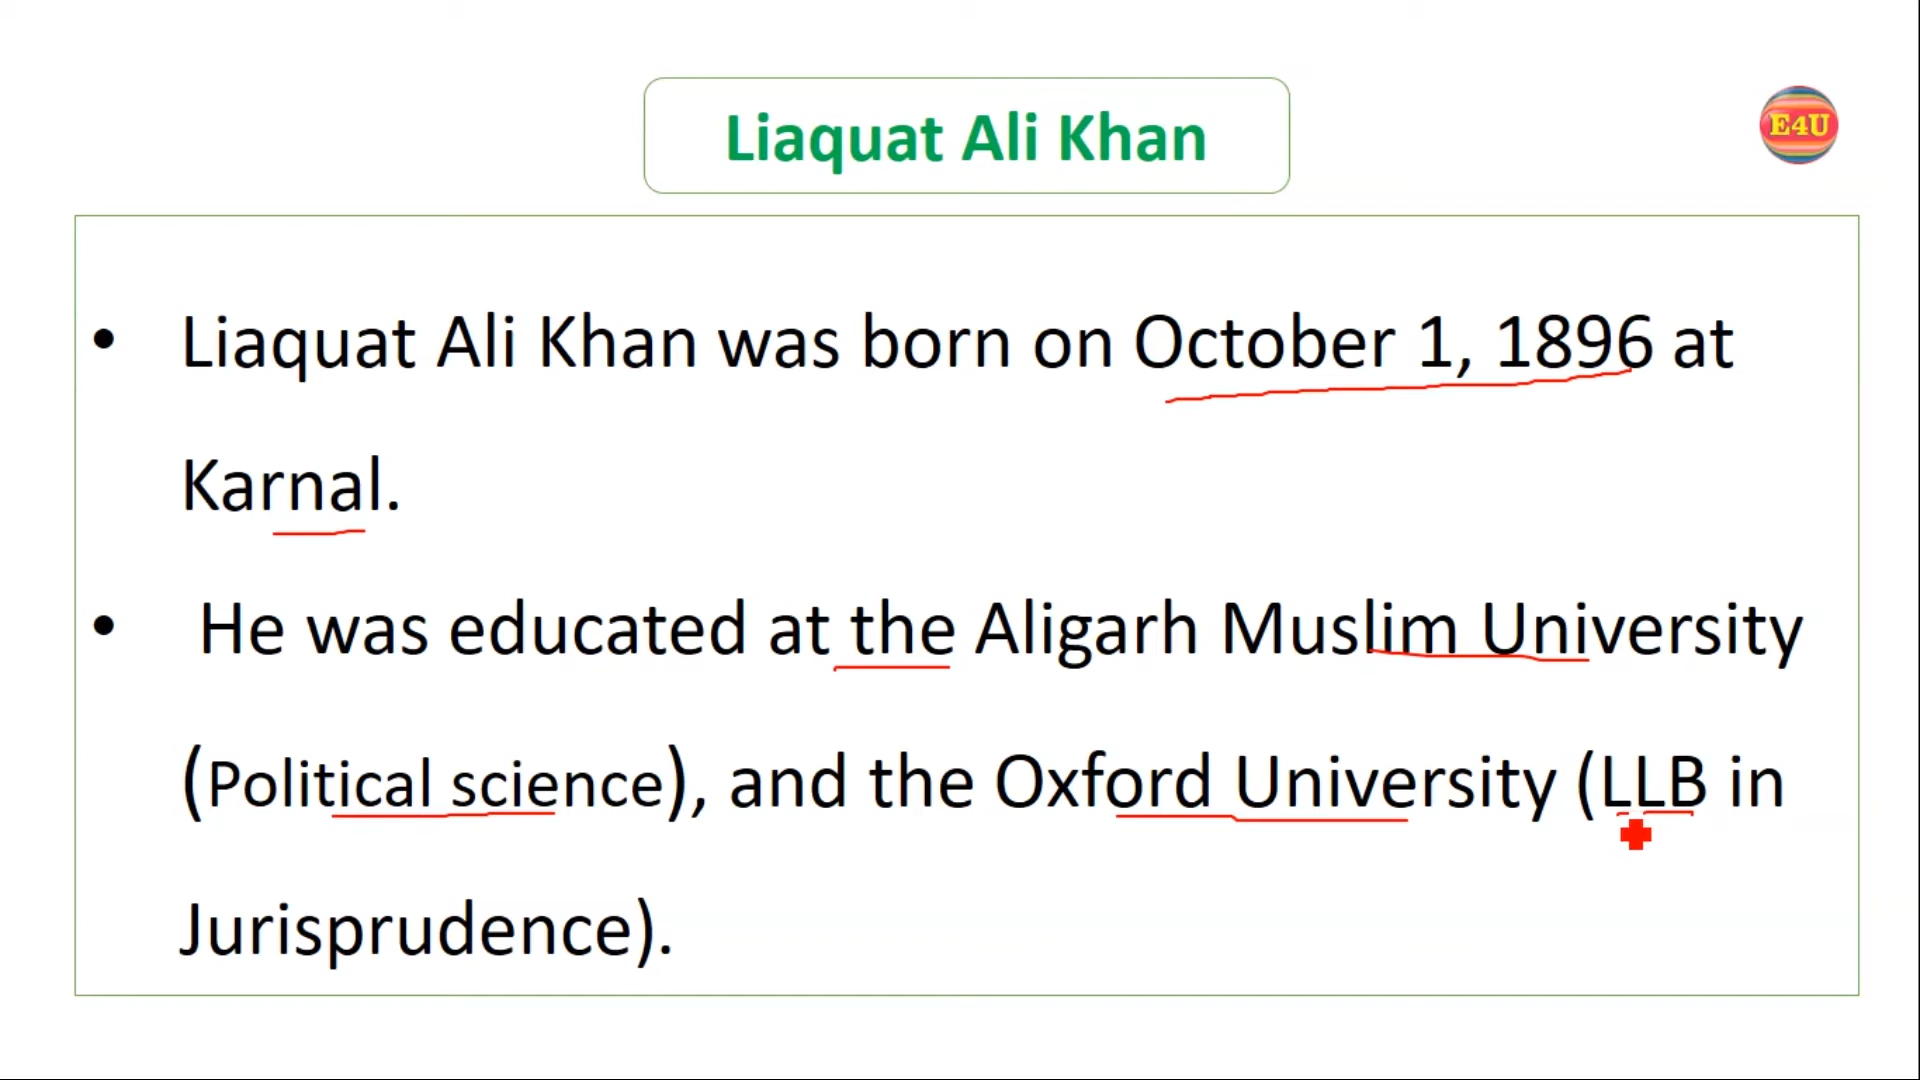 Liaquat Ali Khan
E4U
• Liaquat Ali Khan was born on October 1, 1896 at
Karnal.
• He was educated at the Aligarh Muslim University
(Political science), and the Oxford University (LLB in
Jurisprudence).